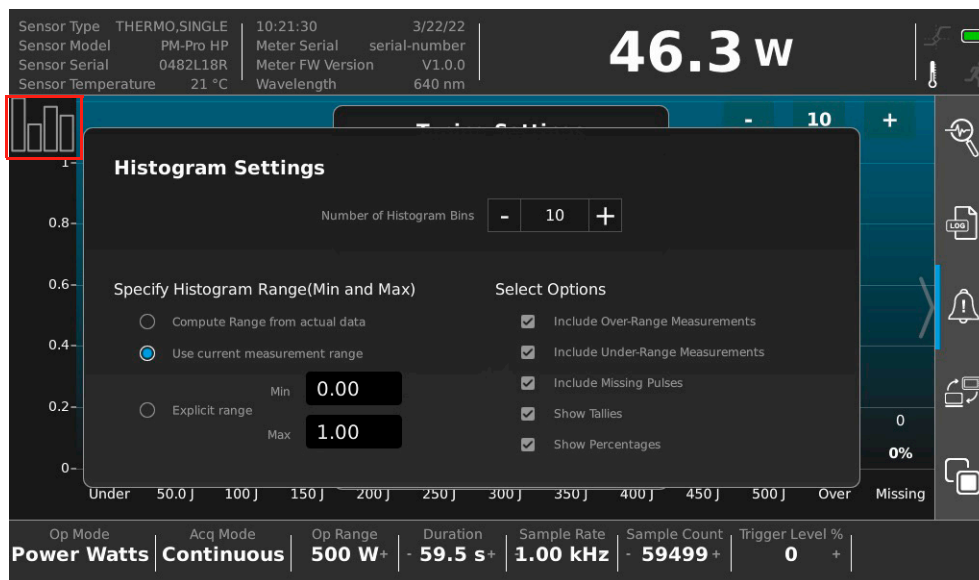 Sensor Type THERMO,SINGLE 10:21:30 3/22/22
Sensor Model PM-Pro HP Meter Serial serial-number
Sensor Serial 0482L18R Meter FW Version V1.0.0
Sensor Temperature 21 °C Wavelength 640 nm
46.3 W
- 10 +
Histogram Settings
Number of Histogram Bins - 10 +
Specify Histogram Range(Min and Max)
Compute Range from actual data
Use current measurement range
Explicit range
Min 0.00
Max 1.00
Select Options
Include Over-Range Measurements
Include Under-Range Measurements
Include Missing Pulses
Show Tallies
Show Percentages
1
0.8
0.6
0.4
0.2
0
0
0%
Under 50.0 J 100 J 150 J 200 J 250 J 300 J 350 J 400 J 450 J 500 J Over Missing
LOG
Op Mode Acq Mode Op Range Duration Sample Rate Sample Count Trigger Level %
Power Watts Continuous 500 W + - 59.5 s + 1.00 kHz - 59499 + 0 +